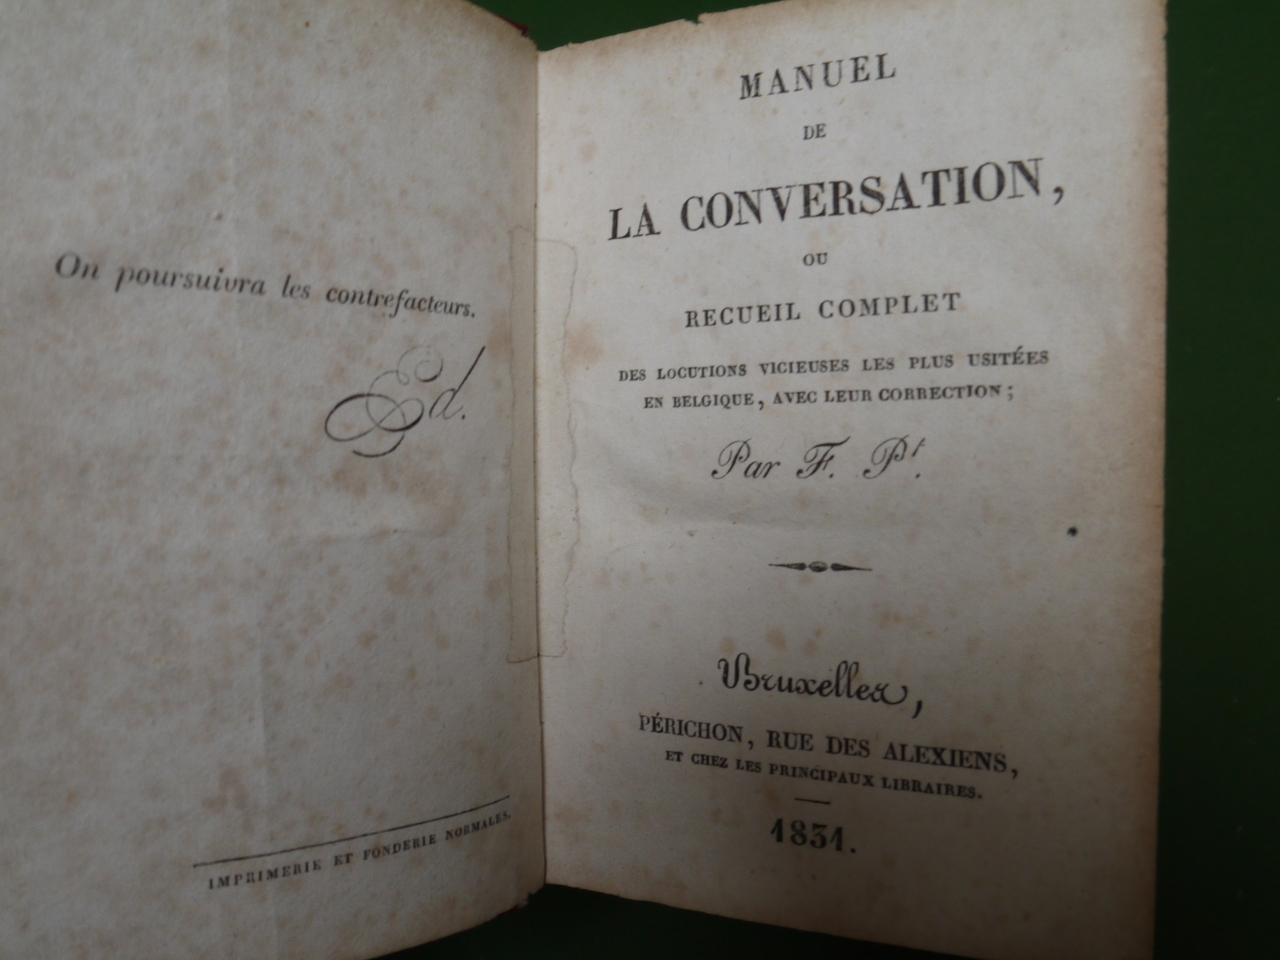 On poursuivra les contrefacteurs.
Ed.
IMPRIMERIE ET FONDERIE NORMALES.
MANUEL
DE
LA CONVERSATION,
OU
RECUEIL COMPLET
DES LOCUTIONS VICIEUSES LES PLUS USITÉES
EN BELGIQUE, AVEC LEUR CORRECTION;
Par F. Pt.
Bruxelles,
PÉRICHON, RUE DES ALEXIENS,
ET CHEZ LES PRINCIPAUX LIBRAIRES.
1831.